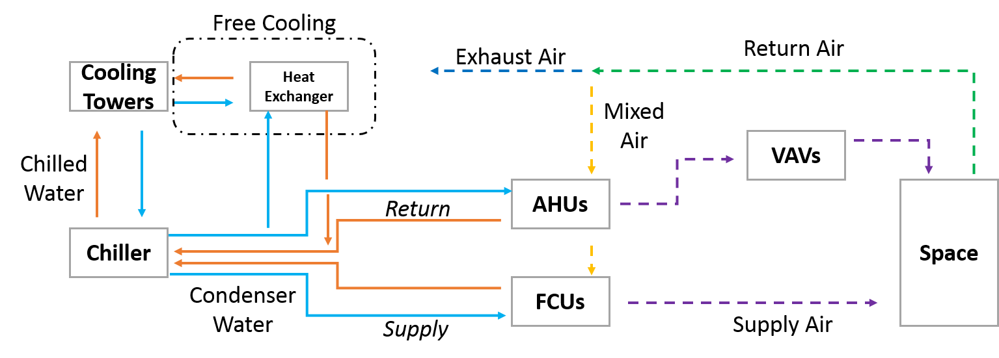 Free Cooling
Exhaust Air
Return Air
Cooling
Towers
Heat
Exchanger
Mixed
Air
VAVs
Chilled
Water
AHUs
Return
Chiller
Space
Condenser
Water
FCUs
Supply
Supply Air